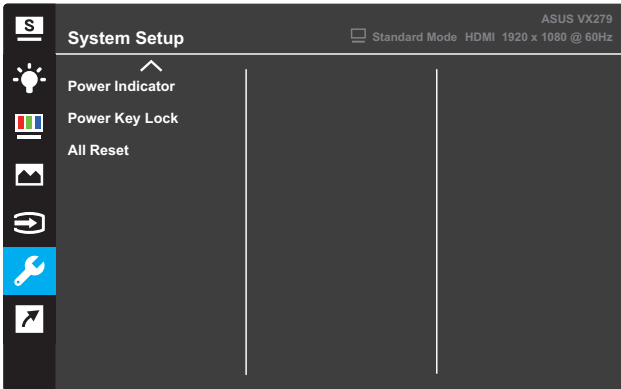 S
ASUS VX279
System Setup
Standard Mode HDMI 1920 x 1080 @ 60Hz
Power Indicator
Power Key Lock
All Reset